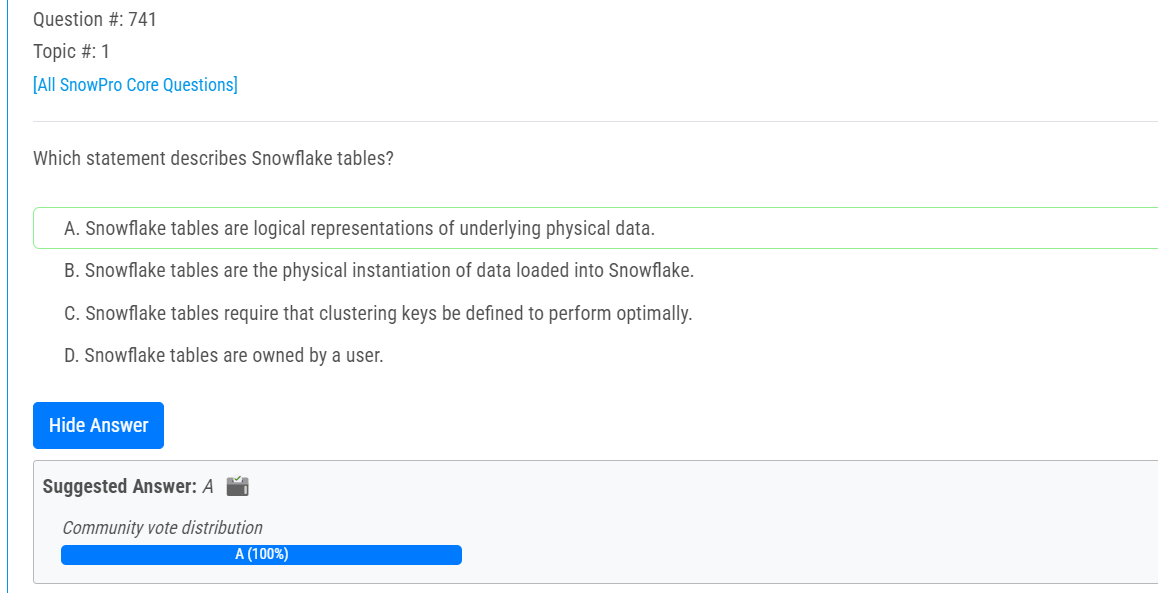 Question #: 741
Topic #: 1
[All SnowPro Core Questions]
Which statement describes Snowflake tables?
A. Snowflake tables are logical representations of underlying physical data.
B. Snowflake tables are the physical instantiation of data loaded into Snowflake.
C. Snowflake tables require that clustering keys be defined to perform optimally.
D. Snowflake tables are owned by a user.
Hide Answer
Suggested Answer: A
Community vote distribution
A (100%)